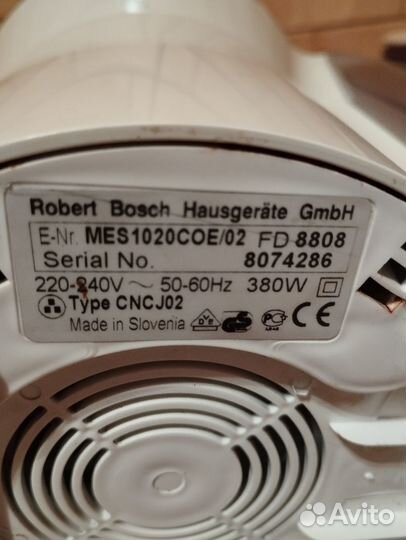 Robert Bosch Hausgeräte GmbH
E-Nr. MES1020COE/02 FD 8808
Serial No. 8074286
220-240V ~ 50-60Hz 380W
Type CNCJ02
Made in Slovenia
CE
Avito